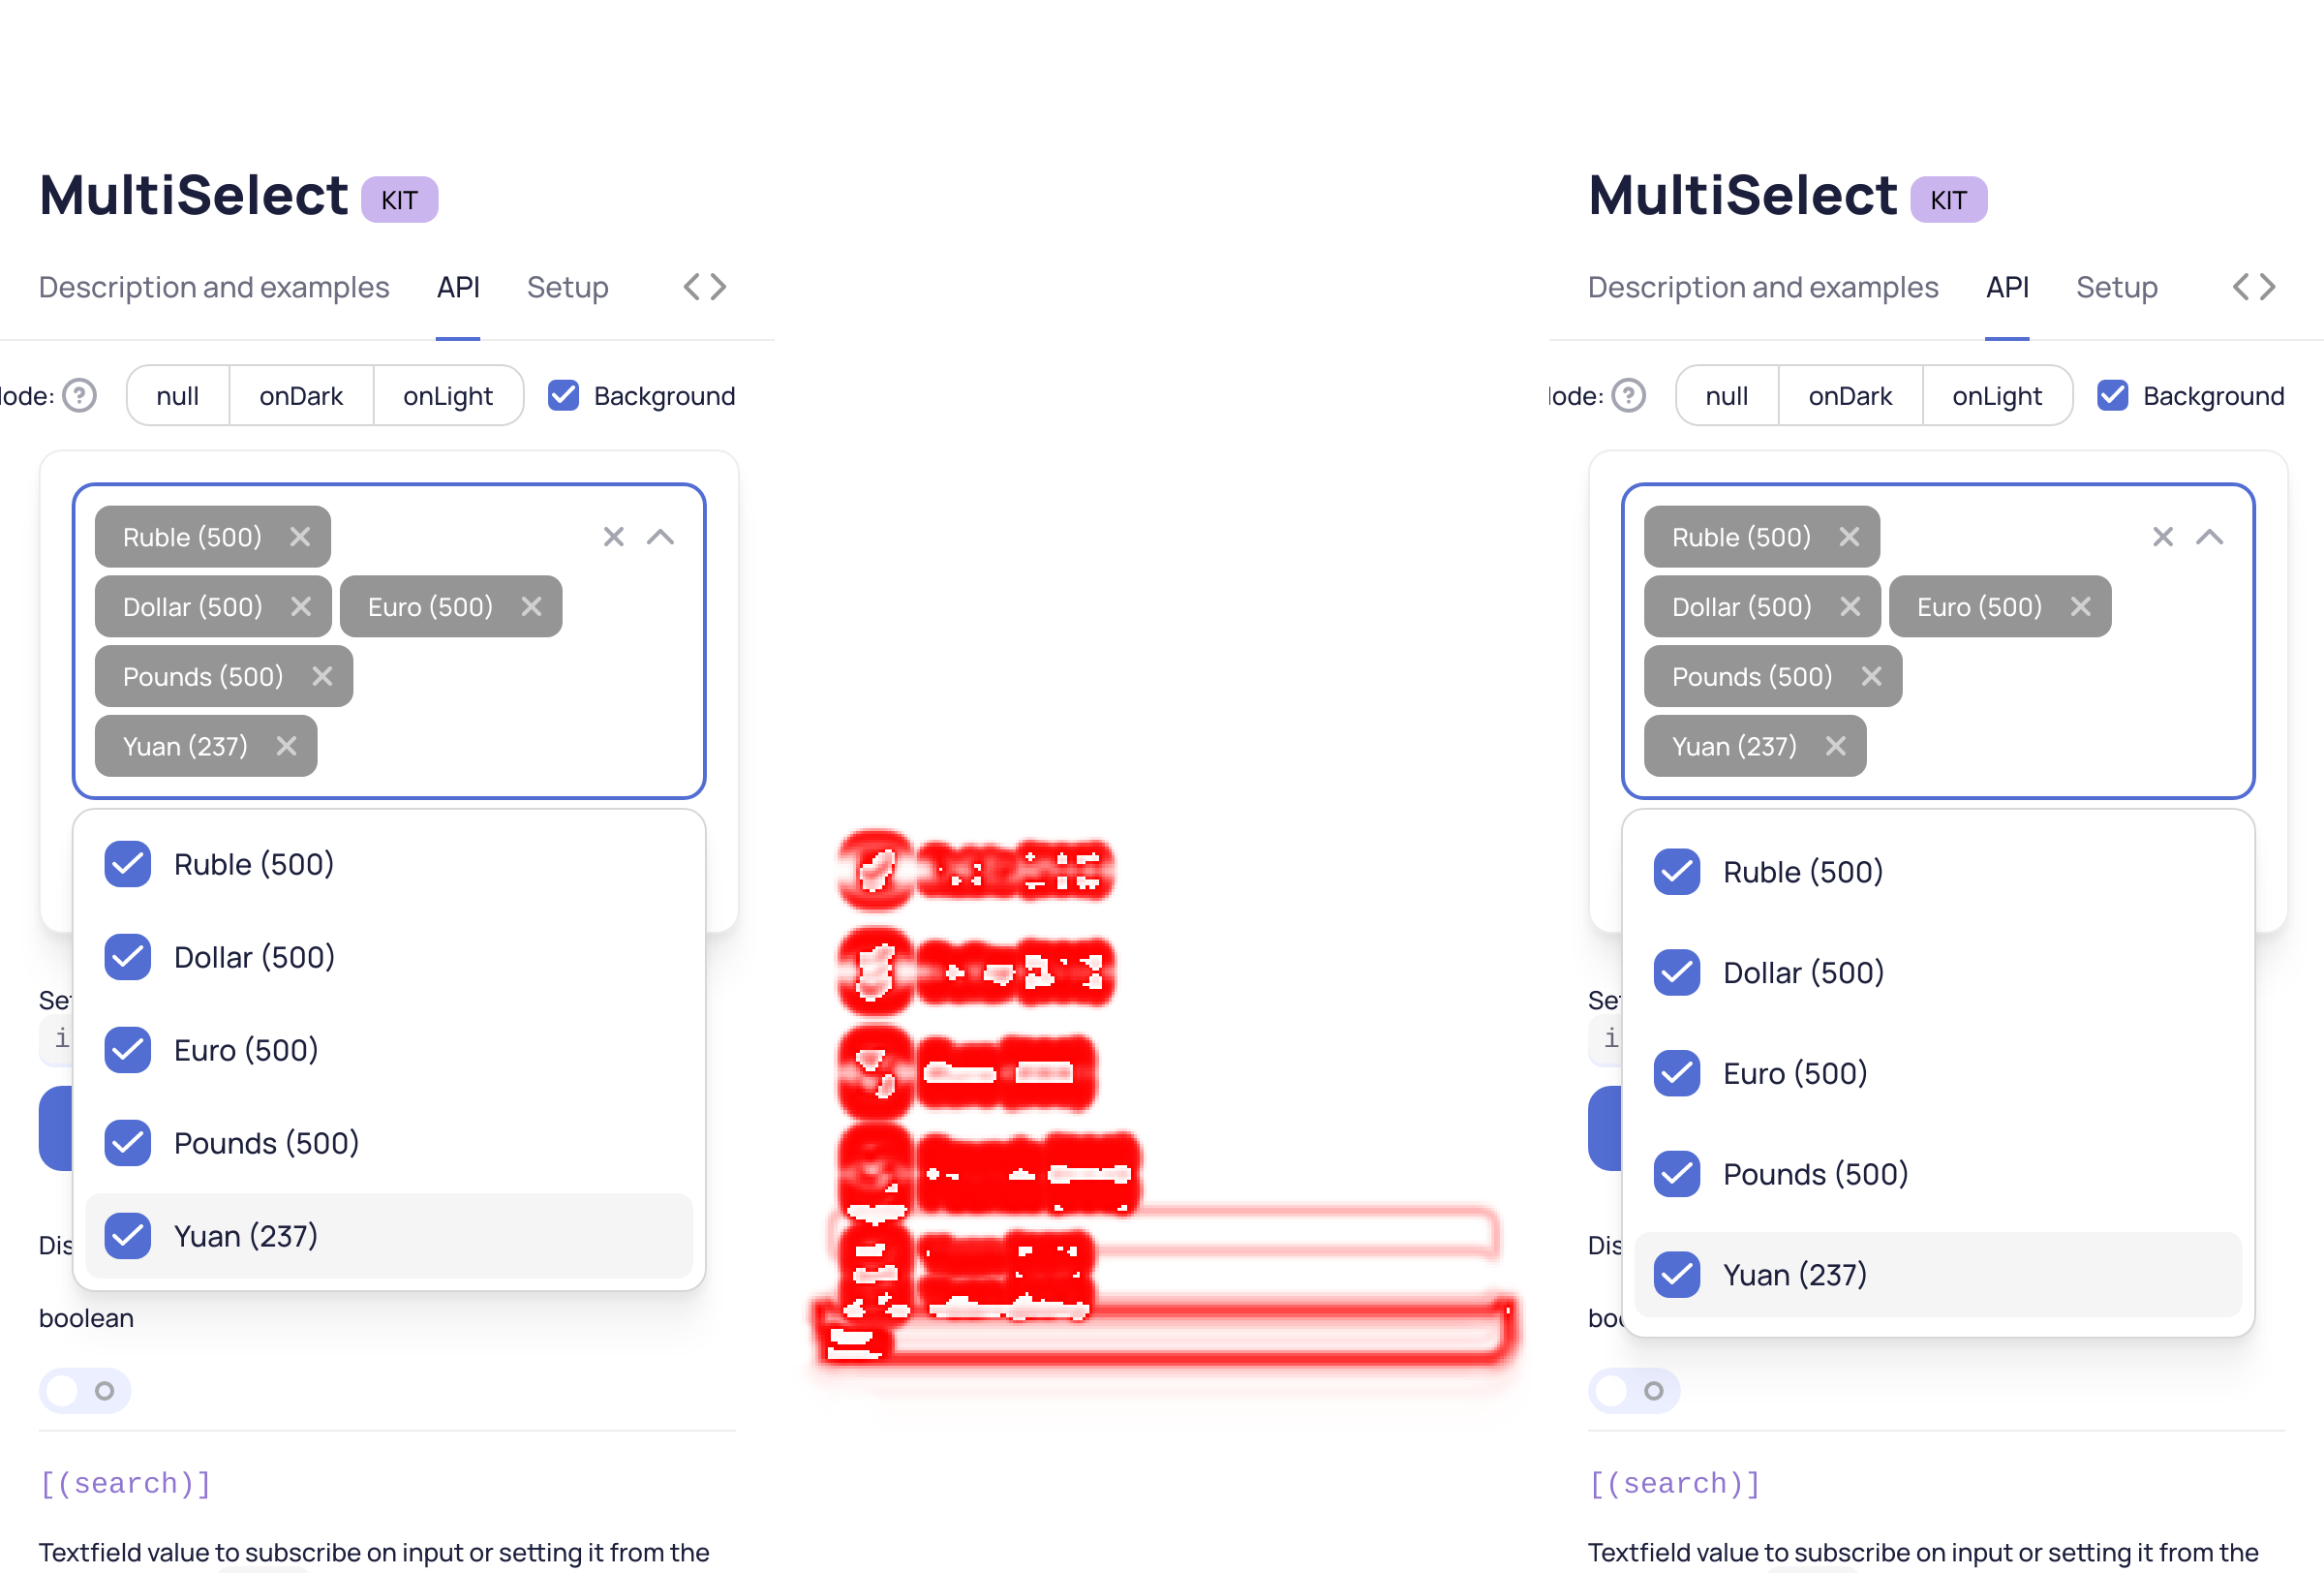 MultiSelect KIT
Description and examples API Setup
ode: null onDark onLight Background
Ruble (500)
Dollar (500) Euro (500)
Pounds (500)
Yuan (237)
Ruble (500)
Dollar (500)
Se
i
Euro (500)
Pounds (500)
Yuan (237)
Dis
boolean
[(search)]
Textfield value to subscribe on input or setting it from the
MultiSelect KIT
Description and examples API Setup
ode: null onDark onLight Background
Ruble (500)
Dollar (500) Euro (500)
Pounds (500)
Yuan (237)
Ruble (500)
Dollar (500)
Se
i
Euro (500)
Pounds (500)
Dis
Yuan (237)
bo
[(search)]
Textfield value to subscribe on input or setting it from the